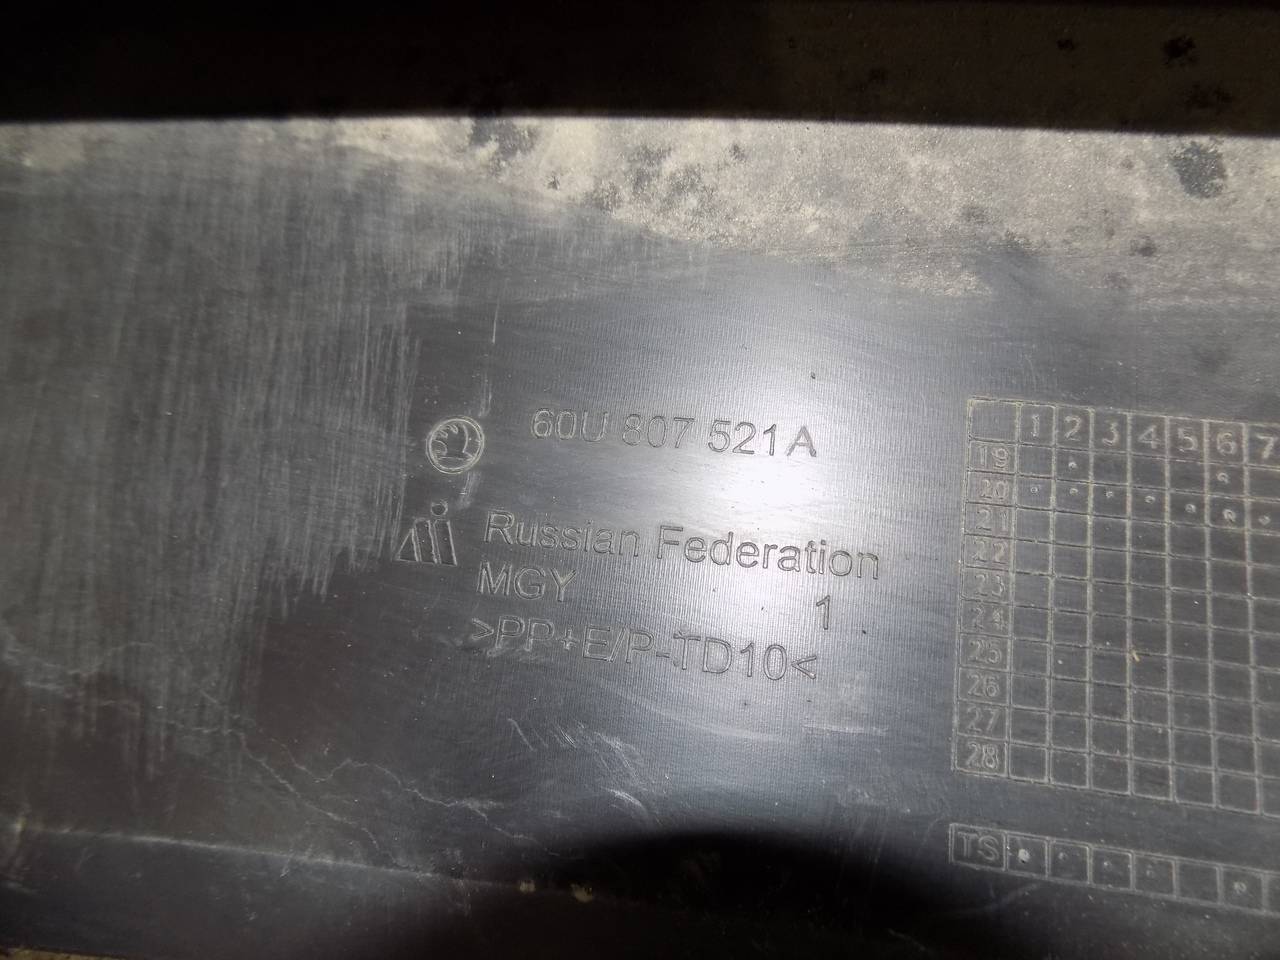 60U 807 521A
Russian Federation
MGY 1
>PP+E/P-TD10<
1 2 3 4 5 6 7
19
20
21
22
23
24
25
26
27
28
TS